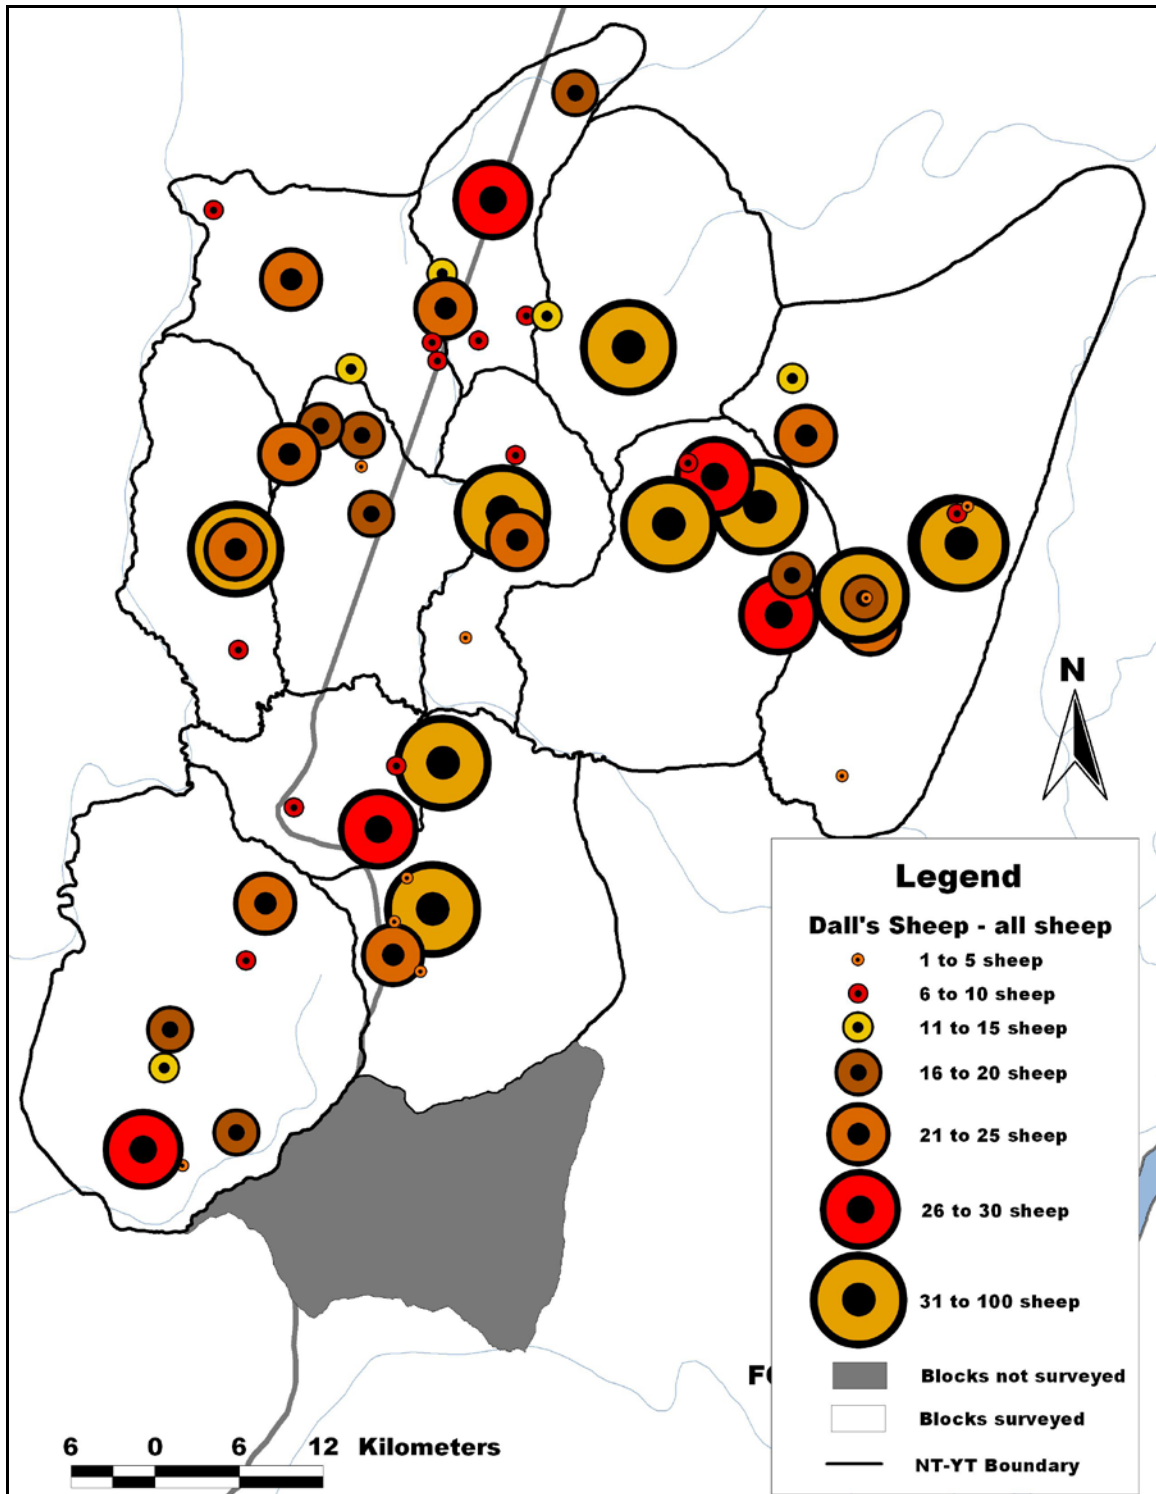 N
Legend
Dall's Sheep - all sheep
1 to 5 sheep
6 to 10 sheep
11 to 15 sheep
16 to 20 sheep
21 to 25 sheep
26 to 30 sheep
31 to 100 sheep
Blocks not surveyed
Blocks surveyed
NT-YT Boundary
6 0 6 12 Kilometers